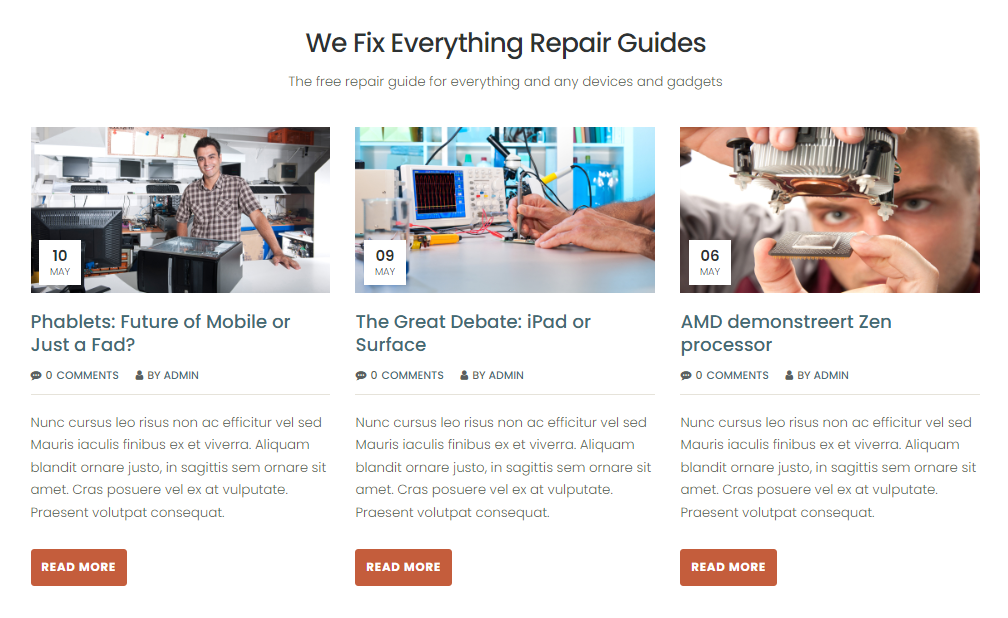 We Fix Everything Repair Guides
The free repair guide for everything and any devices and gadgets
10
MAY
Phablets: Future of Mobile or
Just a Fad?
0 COMMENTS BY ADMIN
Nunc cursus leo risus non ac efficitur vel sed
Mauris iaculis finibus ex et viverra. Aliquam
blandit ornare justo, in sagittis sem ornare sit
amet. Cras posuere vel ex at vulputate.
Praesent volutpat consequat.
READ MORE
09
MAY
The Great Debate: iPad or
Surface
0 COMMENTS BY ADMIN
Nunc cursus leo risus non ac efficitur vel sed
Mauris iaculis finibus ex et viverra. Aliquam
blandit ornare justo, in sagittis sem ornare sit
amet. Cras posuere vel ex at vulputate.
Praesent volutpat consequat.
READ MORE
06
MAY
AMD demonstreert Zen
processor
0 COMMENTS BY ADMIN
Nunc cursus leo risus non ac efficitur vel sed
Mauris iaculis finibus ex et viverra. Aliquam
blandit ornare justo, in sagittis sem ornare sit
amet. Cras posuere vel ex at vulputate.
Praesent volutpat consequat.
READ MORE